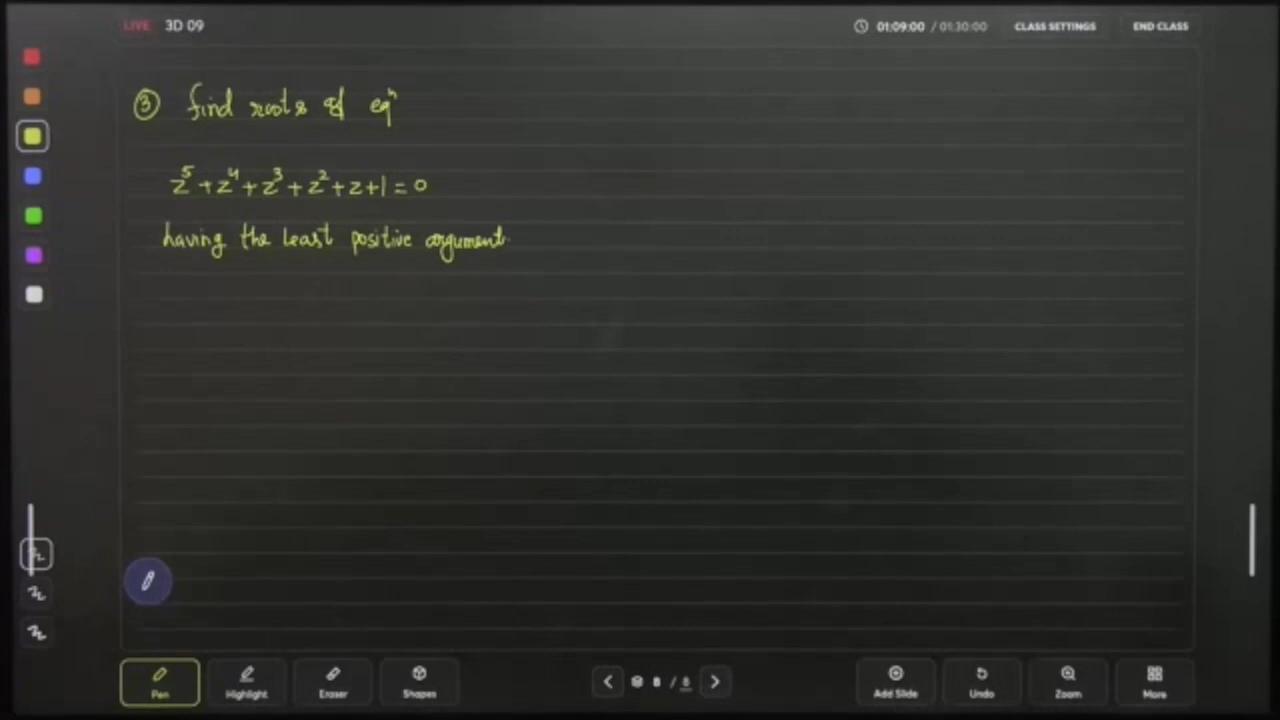 LIVE 3D 09 01:09:00 / 01:30:00 CLASS SETTINGS END CLASS
③ find roots of eqⁿ
z⁵ + z⁴ + z³ + z² + z + 1 = 0
having the least positive argument.
Pen Highlight Eraser Shapes 8 / 8 Add Slide Undo Zoom More